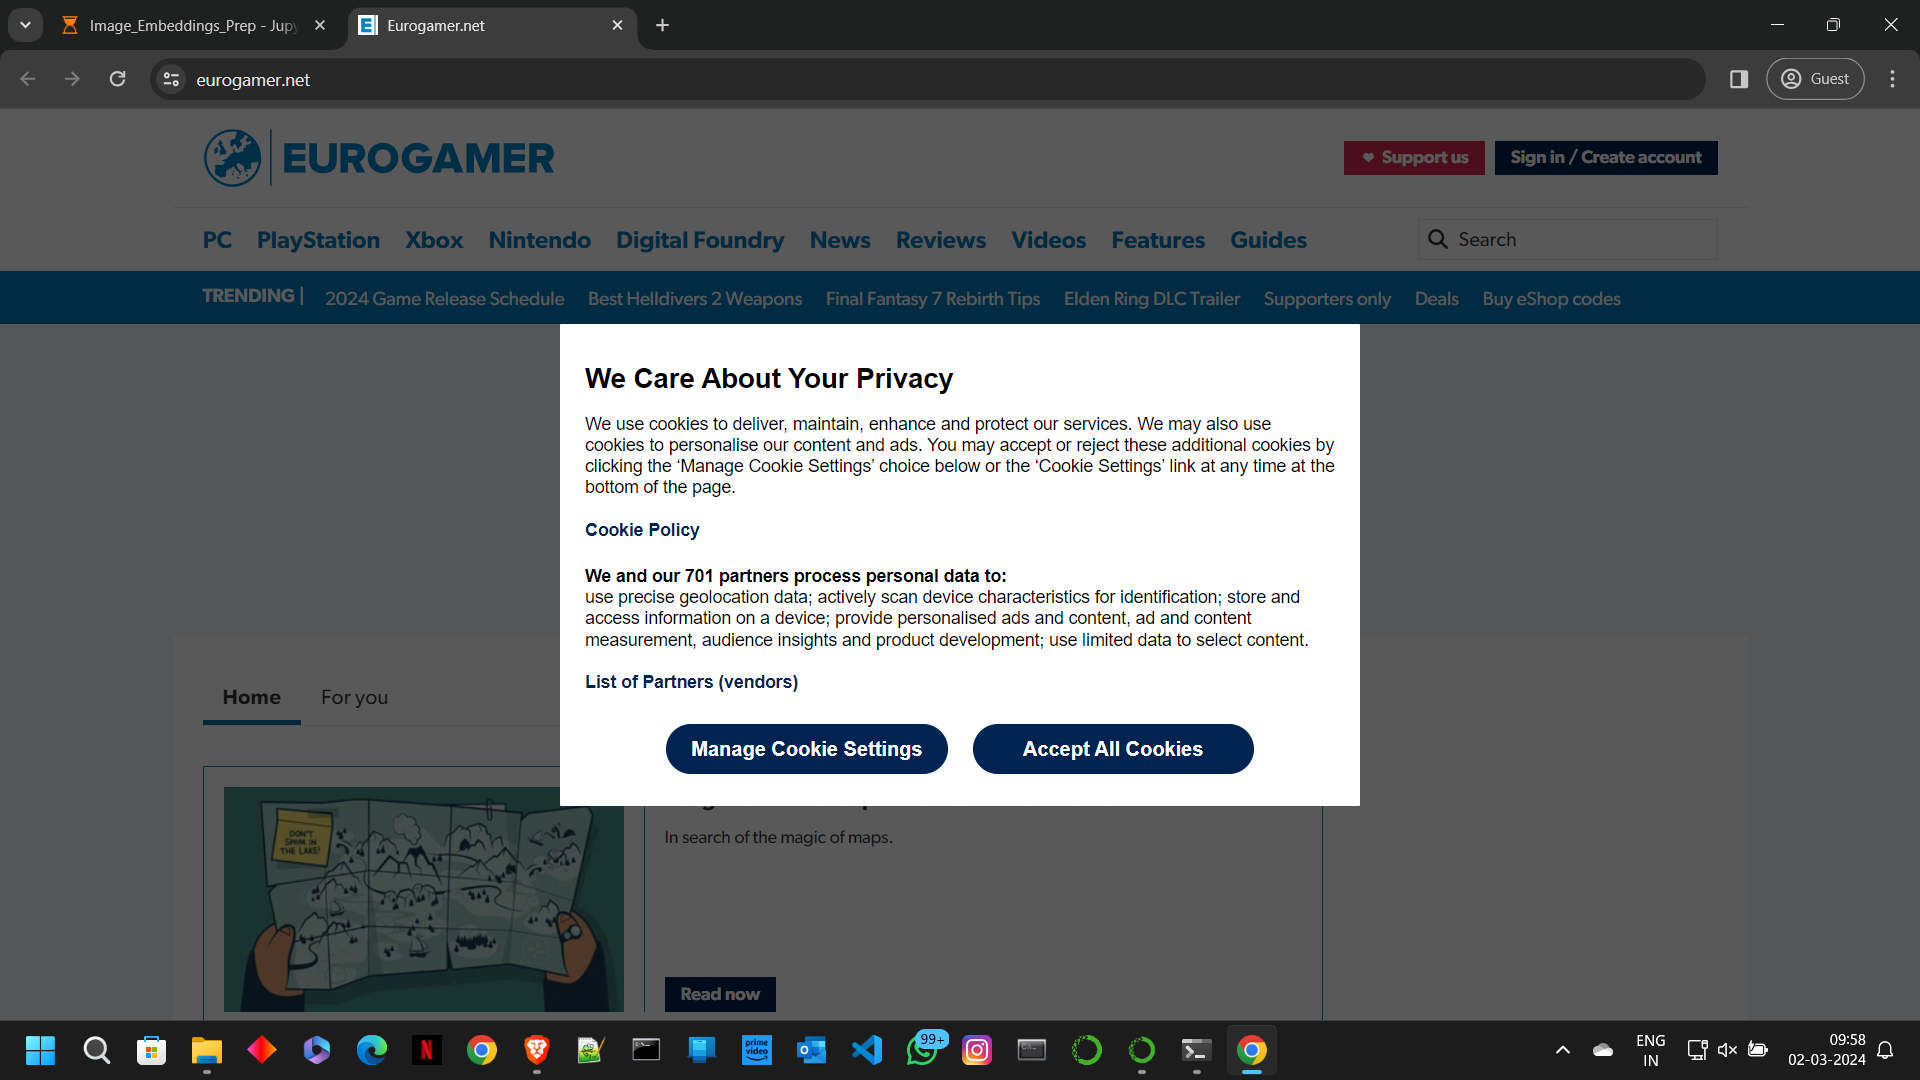 Image_Embeddings_Prep - Jupy
Eurogamer.net
eurogamer.net
Guest
EUROGAMER
Support us
Sign in / Create account
PC PlayStation Xbox Nintendo Digital Foundry News Reviews Videos Features Guides
Search
TRENDING | 2024 Game Release Schedule Best Helldivers 2 Weapons Final Fantasy 7 Rebirth Tips Elden Ring DLC Trailer Supporters only Deals Buy eShop codes
We Care About Your Privacy
We use cookies to deliver, maintain, enhance and protect our services. We may also use
cookies to personalise our content and ads. You may accept or reject these additional cookies by
clicking the ‘Manage Cookie Settings’ choice below or the ‘Cookie Settings’ link at any time at the
bottom of the page.
Cookie Policy
We and our 701 partners process personal data to:
use precise geolocation data; actively scan device characteristics for identification; store and
access information on a device; provide personalised ads and content, ad and content
measurement, audience insights and product development; use limited data to select content.
List of Partners (vendors)
Manage Cookie Settings
Accept All Cookies
Home For you
DON'T
SWIM IN
THE LAKE!
In search of the magic of maps.
Read now
prime
video
99+
ENG
IN
09:58
02-03-2024